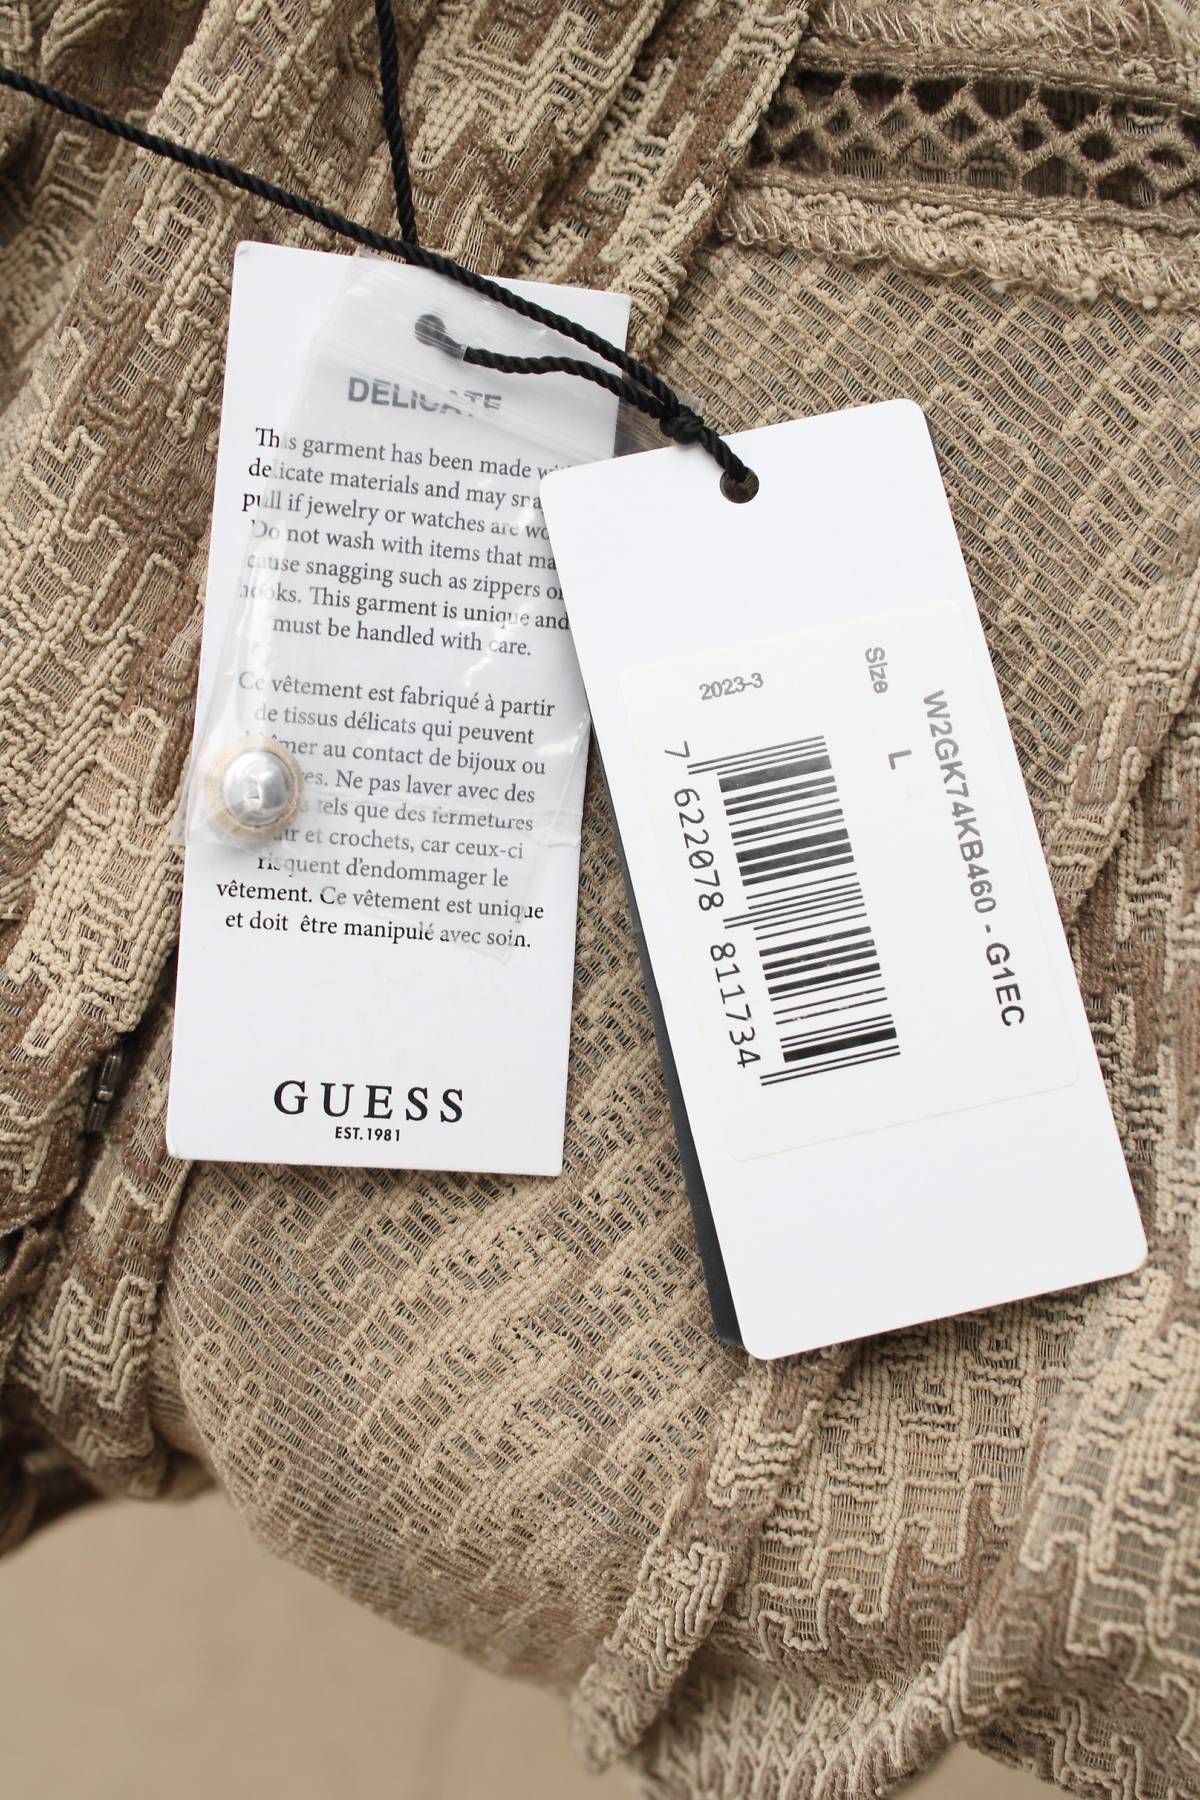 DELICATE
This garment has been made
delicate materials and may
pull if jewelry or watches are
Do not wash with items that
cause snagging such as zippers or
hooks. This garment is unique and
must be handled with care.
Ce vêtement est fabriqué à partir
de tissus délicats qui peuvent
au contact de bijoux ou
Ne pas laver avec des
tels que des fermetures
et crochets, car ceux-ci
risquent d'endommager le
vêtement. Ce vêtement est unique
et doit être manipulé avec soin.
GUESS
EST. 1981
W2GK74KB460 - G1EC
Size L
2023-3
7 622078 811734